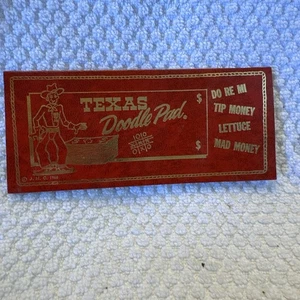 TEXAS
Doodle Pad.
$
$
DO RE MI
TIP MONEY
LETTUCE
MAD MONEY